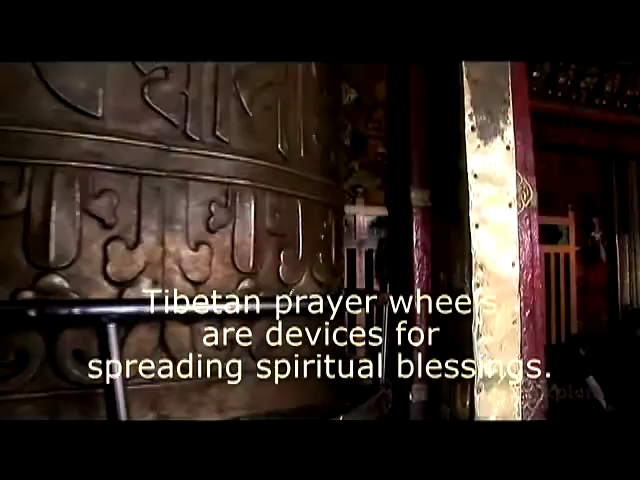 Tibetan prayer wheels
are devices for
spreading spiritual blessings.